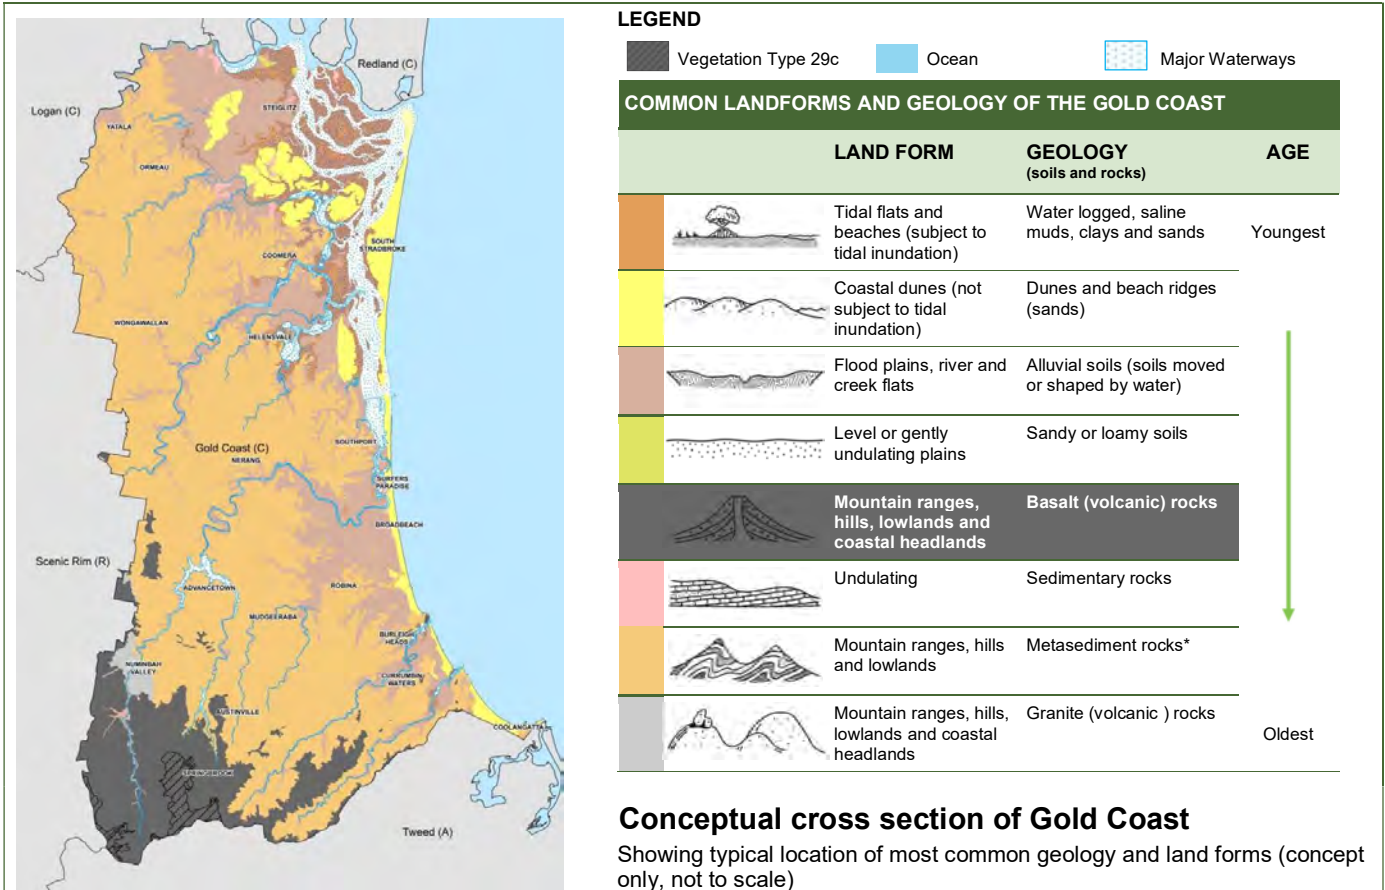 Redland (C)
Logan (C)
STEIGLITZ
YATALA
ORMEAU
SOUTH
STRADBROKE
COOMERA
WONGAWALLAN
HELENSVALE
SOUTHPORT
Gold Coast (C)
NERANG
SURFERS
PARADISE
BROADBEACH
Scenic Rim (R)
ADVANCETOWN
ROBINA
MUDGEERABA
BURLEIGH
HEADS
NUMINBAH
VALLEY
CURRUMBIN
WATERS
AUSTINVILLE
COOLANGATTA
SPRINGBROOK
Tweed (A)
LEGEND
Vegetation Type 29c
Ocean
Major Waterways
COMMON LANDFORMS AND GEOLOGY OF THE GOLD COAST
LAND FORM
GEOLOGY
(soils and rocks)
AGE
Tidal flats and
beaches (subject to
tidal inundation)
Water logged, saline
muds, clays and sands
Youngest
Coastal dunes (not
subject to tidal
inundation)
Dunes and beach ridges
(sands)
Flood plains, river and
creek flats
Alluvial soils (soils moved
or shaped by water)
Level or gently
undulating plains
Sandy or loamy soils
Mountain ranges,
hills, lowlands and
coastal headlands
Basalt (volcanic) rocks
Undulating
Sedimentary rocks
Mountain ranges, hills
and lowlands
Metasediment rocks*
Mountain ranges, hills,
lowlands and coastal
headlands
Granite (volcanic ) rocks
Oldest
Conceptual cross section of Gold Coast
Showing typical location of most common geology and land forms (concept
only, not to scale)